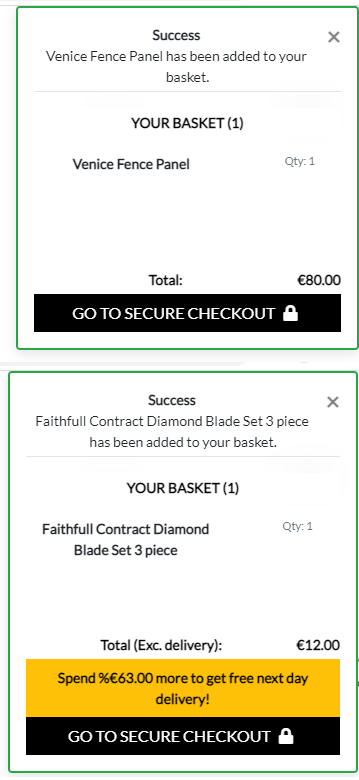 Success
×
Venice Fence Panel has been added to your
basket.
YOUR BASKET (1)
Venice Fence Panel Qty: 1
Total: €80.00
GO TO SECURE CHECKOUT
Success
×
Faithfull Contract Diamond Blade Set 3 piece
has been added to your basket.
YOUR BASKET (1)
Faithfull Contract Diamond Qty: 1
Blade Set 3 piece
Total (Exc. delivery): €12.00
Spend %€63.00 more to get free next day
delivery!
GO TO SECURE CHECKOUT